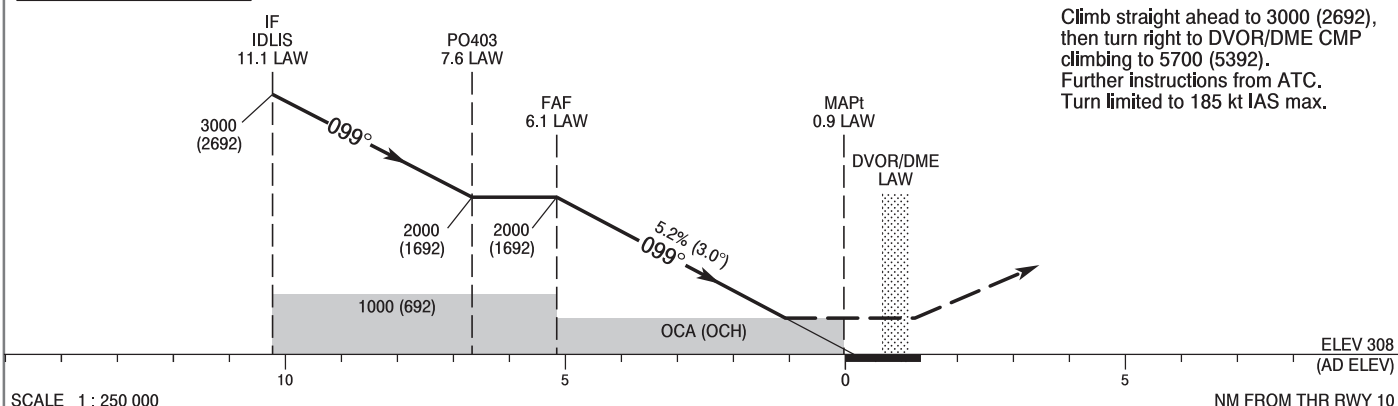 Climb straight ahead to 3000 (2692),
then turn right to DVOR/DME CMP
climbing to 5700 (5392).
Further instructions from ATC.
Turn limited to 185 kt IAS max.
IF
IDLIS
11.1 LAW
PO403
7.6 LAW
FAF
6.1 LAW
MAPt
0.9 LAW
DVOR/DME
LAW
3000
(2692)
099°
2000
(1692)
2000
(1692)
5.2% (3.0°)
099°
1000 (692)
OCA (OCH)
ELEV 308
(AD ELEV)
10
5
0
5
SCALE 1 : 250 000
NM FROM THR RWY 10